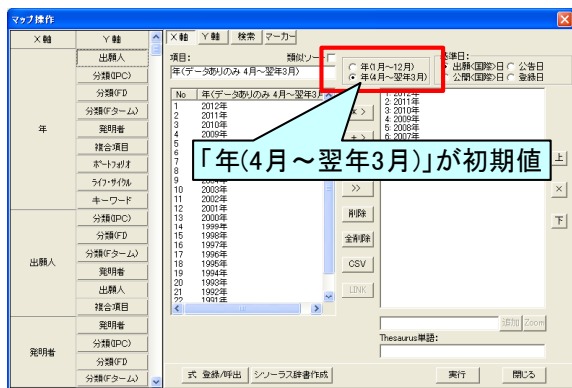 マップ操作
X軸
Y軸
X軸 Y軸 検索 マーカー
年
出願人
分類(IPC)
分類(FI)
分類(Fターム)
発明者
複合項目
ポートフォリオ
ライフ・サイクル
キーワード
出願人
分類(IPC)
分類(FI)
分類(Fターム)
発明者
出願人
複合項目
発明者
発明者
分類(IPC)
分類(FI)
分類(Fターム)
項目:
類似ソート
年(データありのみ 4月～翌年3月)
年(1月～12月)
年(4月～翌年3月)
基準日:
出願(国際)日 公告日
公開(国際)日 登録日
No 年(データありのみ 4月～翌年3月
1 2012年
2 2011年
3 2010年
4 2009年
5
6
7
8
9
10 2003年
11 2002年
12 2001年
13 2000年
14 1999年
15 1998年
16 1997年
17 1996年
18 1995年
19 1994年
20 1993年
21 1992年
22 1991年
「年(4月～翌年3月)」が初期値
>>
削除
全削除
CSV
LINK
1: 2012年
2: 2011年
3: 2010年
4: 2009年
5: 2008年
6: 2007年
上
×
下
追加 Zoom
Thesaurus単語:
式 登録/呼出 シソーラス辞書作成 実行 閉じる